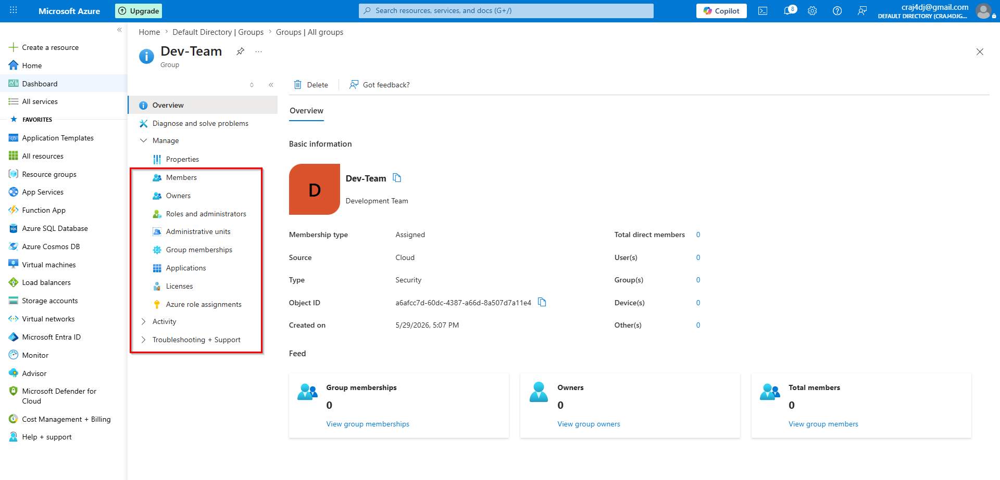 Microsoft Azure
Upgrade
Search resources, services, and docs (G+/)
Copilot
8
craj4dj@gmail.com
DEFAULT DIRECTORY (CRAJ4DJG...
Create a resource
Home
Dashboard
All services
FAVORITES
Application Templates
All resources
Resource groups
App Services
Function App
Azure SQL Database
Azure Cosmos DB
Virtual machines
Load balancers
Storage accounts
Virtual networks
Microsoft Entra ID
Monitor
Advisor
Microsoft Defender for
Cloud
Cost Management + Billing
Help + support
Home > Default Directory | Groups > Groups | All groups
Dev-Team
...
Group
Overview
Diagnose and solve problems
Manage
Properties
Members
Owners
Roles and administrators
Administrative units
Group memberships
Applications
Licenses
Azure role assignments
Activity
Troubleshooting + Support
Delete
Got feedback?
Overview
Basic information
D
Dev-Team
Development Team
Membership type Assigned
Source Cloud
Type Security
Object ID a6afcc7d-60dc-4387-a66d-8a507d7a11e4
Created on 5/29/2026, 5:07 PM
Total direct members 0
User(s) 0
Group(s) 0
Device(s) 0
Other(s) 0
Feed
Group memberships
0
View group memberships
Owners
0
View group owners
Total members
0
View group members